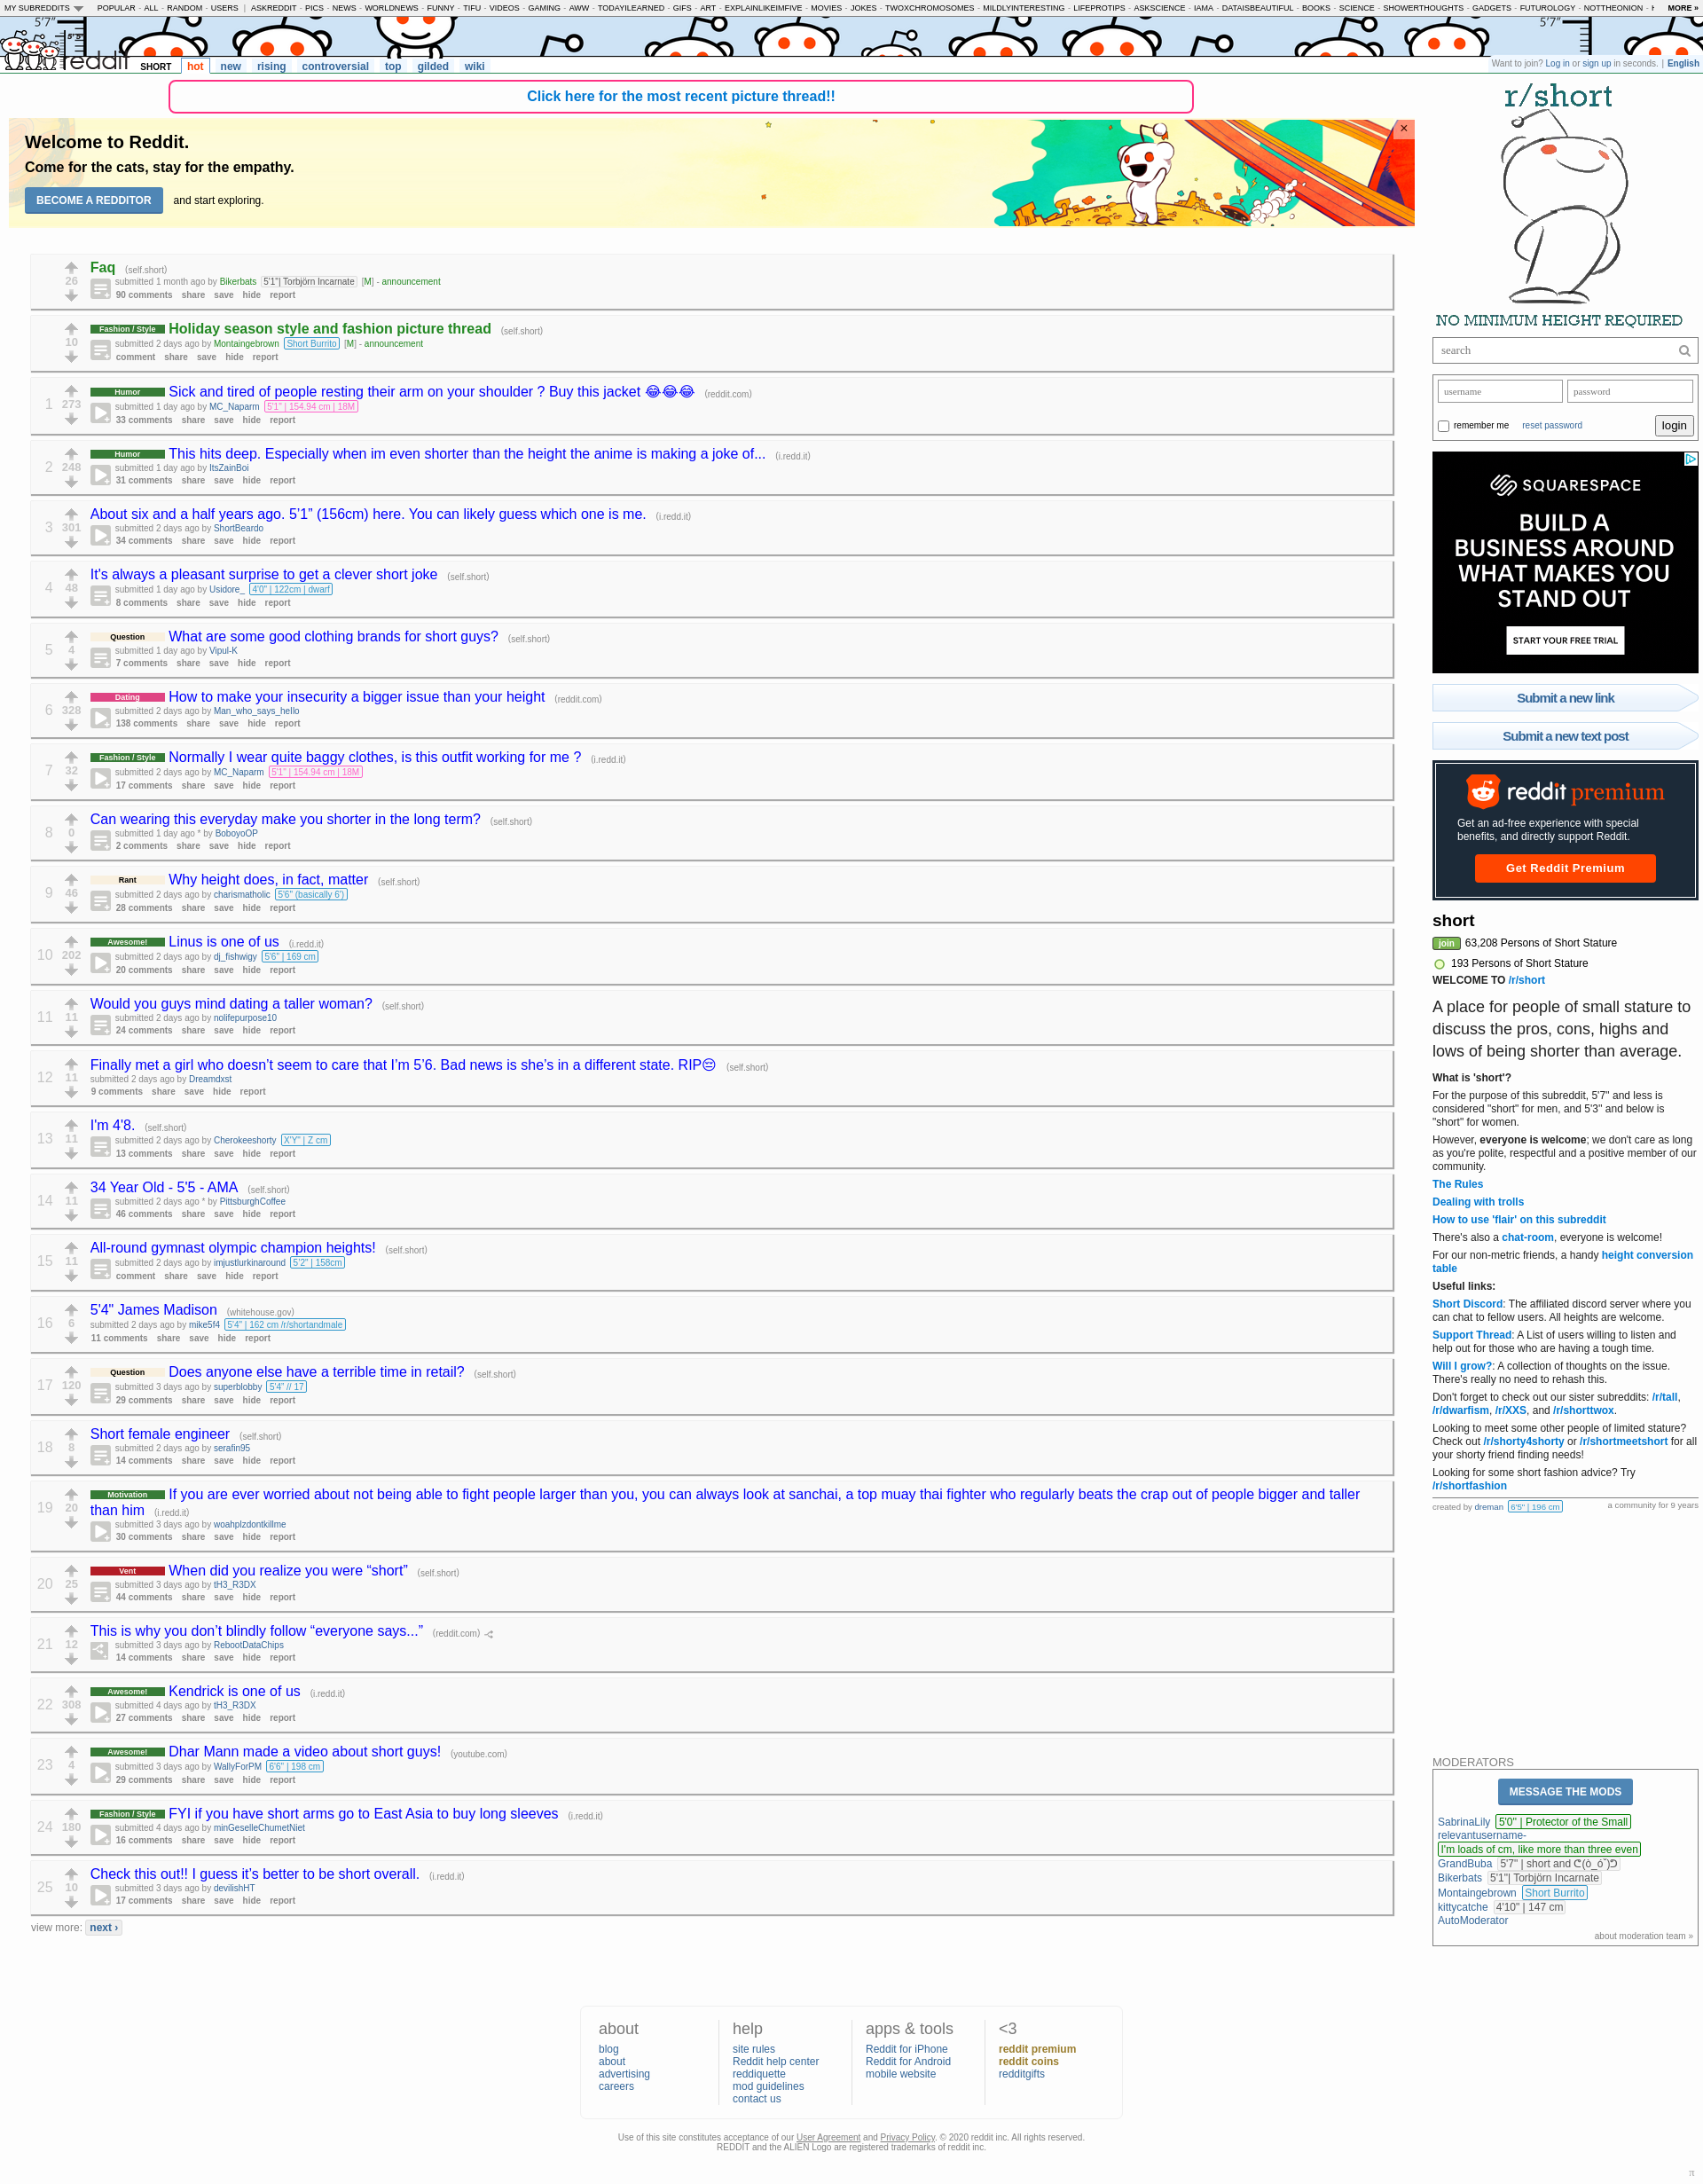 MY SUBREDDITS POPULAR - ALL - RANDOM - USERS | ASKREDDIT - PICS - NEWS - WORLDNEWS - FUNNY - TIFU - VIDEOS - GAMING - AWW - TODAYILEARNED - GIFS - ART - EXPLAINLIKEIMFIVE - MOVIES - JOKES - TWOXCHROMOSOMES - MILDLYINTERESTING - LIFEPROTIPS - ASKSCIENCE - IAMA - DATAISBEAUTIFUL - BOOKS - SCIENCE - SHOWERTHOUGHTS - GADGETS - FUTUROLOGY - NOTTHEONION - MORE »
5'7" 5'7"
reddit SHORT hot new rising controversial top gilded wiki
Want to join? Log in or sign up in seconds. | English
Click here for the most recent picture thread!!
Welcome to Reddit.
Come for the cats, stay for the empathy.
BECOME A REDDITOR and start exploring.
×
Faq (self.short)
26
submitted 1 month ago by Bikerbats 5'1"| Torbjörn Incarnate [M] - announcement
90 comments share save hide report
Fashion / Style Holiday season style and fashion picture thread (self.short)
10
submitted 2 days ago by Montaingebrown Short Burrito [M] - announcement
comment share save hide report
Humor Sick and tired of people resting their arm on your shoulder ? Buy this jacket 😂😂😂 (reddit.com)
1 273
submitted 1 day ago by MC_Naparm 5'1" | 154.94 cm | 18M
33 comments share save hide report
Humor This hits deep. Especially when im even shorter than the height the anime is making a joke of... (i.redd.it)
2 248
submitted 1 day ago by ItsZainBoi
31 comments share save hide report
About six and a half years ago. 5'1” (156cm) here. You can likely guess which one is me. (i.redd.it)
3 301
submitted 2 days ago by ShortBeardo
34 comments share save hide report
It's always a pleasant surprise to get a clever short joke (self.short)
4 48
submitted 1 day ago by Usidore_ 4'0" | 122cm | dwarf
8 comments share save hide report
Question What are some good clothing brands for short guys? (self.short)
5 4
submitted 1 day ago by Vipul-K
7 comments share save hide report
Dating How to make your insecurity a bigger issue than your height (reddit.com)
6 328
submitted 2 days ago by Man_who_says_hello
138 comments share save hide report
Fashion / Style Normally I wear quite baggy clothes, is this outfit working for me ? (i.redd.it)
7 32
submitted 2 days ago by MC_Naparm 5'1" | 154.94 cm | 18M
17 comments share save hide report
Can wearing this everyday make you shorter in the long term? (self.short)
8 0
submitted 1 day ago * by BoboyoOP
2 comments share save hide report
Rant Why height does, in fact, matter (self.short)
9 46
submitted 2 days ago by charismatholic 5'6" (basically 6')
28 comments share save hide report
Awesome! Linus is one of us (i.redd.it)
10 202
submitted 2 days ago by dj_fishwigy 5'6" | 169 cm
20 comments share save hide report
Would you guys mind dating a taller woman? (self.short)
11 11
submitted 2 days ago by nolifepurpose10
24 comments share save hide report
Finally met a girl who doesn’t seem to care that I’m 5’6. Bad news is she’s in a different state. RIP😔 (self.short)
12 11
submitted 2 days ago by Dreamdxst
9 comments share save hide report
I'm 4'8. (self.short)
13 11
submitted 2 days ago by Cherokeeshorty X'Y" | Z cm
13 comments share save hide report
34 Year Old - 5'5 - AMA (self.short)
14 11
submitted 2 days ago * by PittsburghCoffee
46 comments share save hide report
All-round gymnast olympic champion heights! (self.short)
15 11
submitted 2 days ago by imjustlurkinaround 5'2" | 158cm
comment share save hide report
5'4" James Madison (whitehouse.gov)
16 6
submitted 2 days ago by mike5f4 5'4" | 162 cm /r/shortandmale
11 comments share save hide report
Question Does anyone else have a terrible time in retail? (self.short)
17 120
submitted 3 days ago by superblobby 5'4" // 17
29 comments share save hide report
Short female engineer (self.short)
18 8
submitted 2 days ago by serafin95
14 comments share save hide report
Motivation If you are ever worried about not being able to fight people larger than you, you can always look at sanchai, a top muay thai fighter who regularly beats the crap out of people bigger and taller
than him (i.redd.it)
19 20
submitted 3 days ago by woahplzdontkillme
30 comments share save hide report
Vent When did you realize you were “short” (self.short)
20 25
submitted 3 days ago by tH3_R3DX
44 comments share save hide report
This is why you don’t blindly follow “everyone says...” (reddit.com)
21 12
submitted 3 days ago by RebootDataChips
14 comments share save hide report
Awesome! Kendrick is one of us (i.redd.it)
22 308
submitted 4 days ago by tH3_R3DX
27 comments share save hide report
Awesome! Dhar Mann made a video about short guys! (youtube.com)
23 4
submitted 3 days ago by WallyForPM 6'6" | 198 cm
29 comments share save hide report
Fashion / Style FYI if you have short arms go to East Asia to buy long sleeves (i.redd.it)
24 180
submitted 4 days ago by minGeselleChumetNiet
16 comments share save hide report
Check this out!! I guess it’s better to be short overall. (i.redd.it)
25 10
submitted 3 days ago by devilishHT
17 comments share save hide report
view more: next ›
r/short
NO MINIMUM HEIGHT REQUIRED
search
username password
remember me reset password login
SQUARESPACE
BUILD A
BUSINESS AROUND
WHAT MAKES YOU
STAND OUT
START YOUR FREE TRIAL
Submit a new link
Submit a new text post
reddit premium
Get an ad-free experience with special
benefits, and directly support Reddit.
Get Reddit Premium
short
join 63,208 Persons of Short Stature
193 Persons of Short Stature
WELCOME TO /r/short
A place for people of small stature to
discuss the pros, cons, highs and
lows of being shorter than average.
What is 'short'?
For the purpose of this subreddit, 5'7" and less is
considered "short" for men, and 5'3" and below is
"short" for women.
However, everyone is welcome; we don't care as long
as you're polite, respectful and a positive member of our
community.
The Rules
Dealing with trolls
How to use 'flair' on this subreddit
There's also a chat-room, everyone is welcome!
For our non-metric friends, a handy height conversion
table
Useful links:
Short Discord: The affiliated discord server where you
can chat to fellow users. All heights are welcome.
Support Thread: A List of users willing to listen and
help out for those who are having a tough time.
Will I grow?: A collection of thoughts on the issue.
There's really no need to rehash this.
Don't forget to check out our sister subreddits: /r/tall,
/r/dwarfism, /r/XXS, and /r/shorttwox.
Looking to meet some other people of limited stature?
Check out /r/shorty4shorty or /r/shortmeetshort for all
your shorty friend finding needs!
Looking for some short fashion advice? Try
/r/shortfashion
created by dreman 6'5" | 196 cm a community for 9 years
MODERATORS
MESSAGE THE MODS
SabrinaLily 5'0" | Protector of the Small
relevantusername-
I'm loads of cm, like more than three even
GrandBuba 5'7" | short and
Bikerbats 5'1"| Torbjörn Incarnate
Montaingebrown Short Burrito
kittycatche 4'10" | 147 cm
AutoModerator
about moderation team »
about help apps & tools <3
blog site rules Reddit for iPhone reddit premium
about Reddit help center Reddit for Android reddit coins
advertising reddiquette mobile website redditgifts
careers mod guidelines
contact us
Use of this site constitutes acceptance of our User Agreement and Privacy Policy. © 2020 reddit inc. All rights reserved.
REDDIT and the ALIEN Logo are registered trademarks of reddit inc.
π